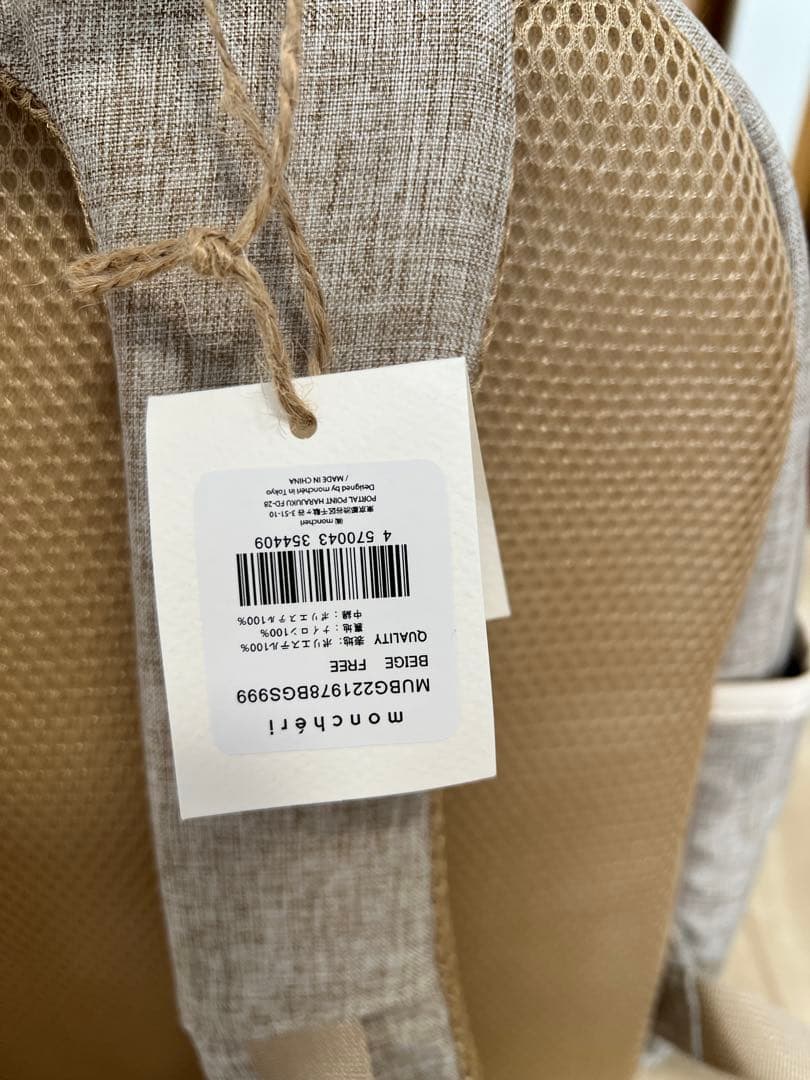 monchéri
MUBG221978BGS999
BEIGE FREE
QUALITY 表地: ポリエステル100%
裏地: ナイロン100%
中綿: ポリエステル100%
4 570043 354409
㈱ moncheri
東京都渋谷区千駄ヶ谷 3-51-10
PORTAL POINT HARAJUKU FD-28
Designed by monchéri in Tokyo
/ MADE IN CHINA